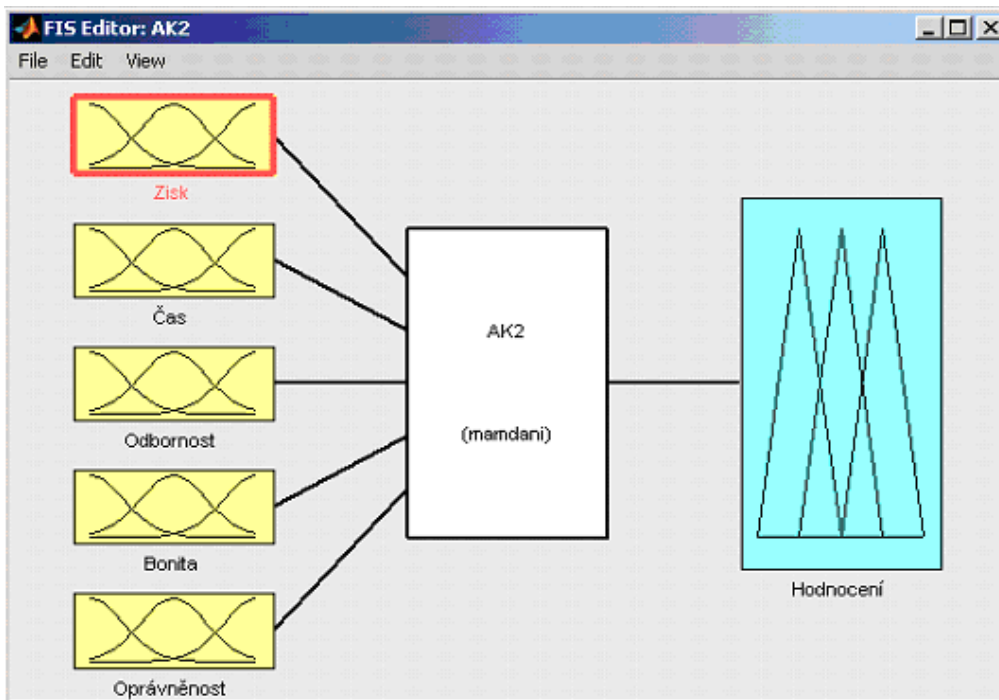 FIS Editor: AK2
File Edit View
Zisk
Čas
Odbornost
Bonita
Oprávněnost
AK2
(mamdani)
Hodnocení